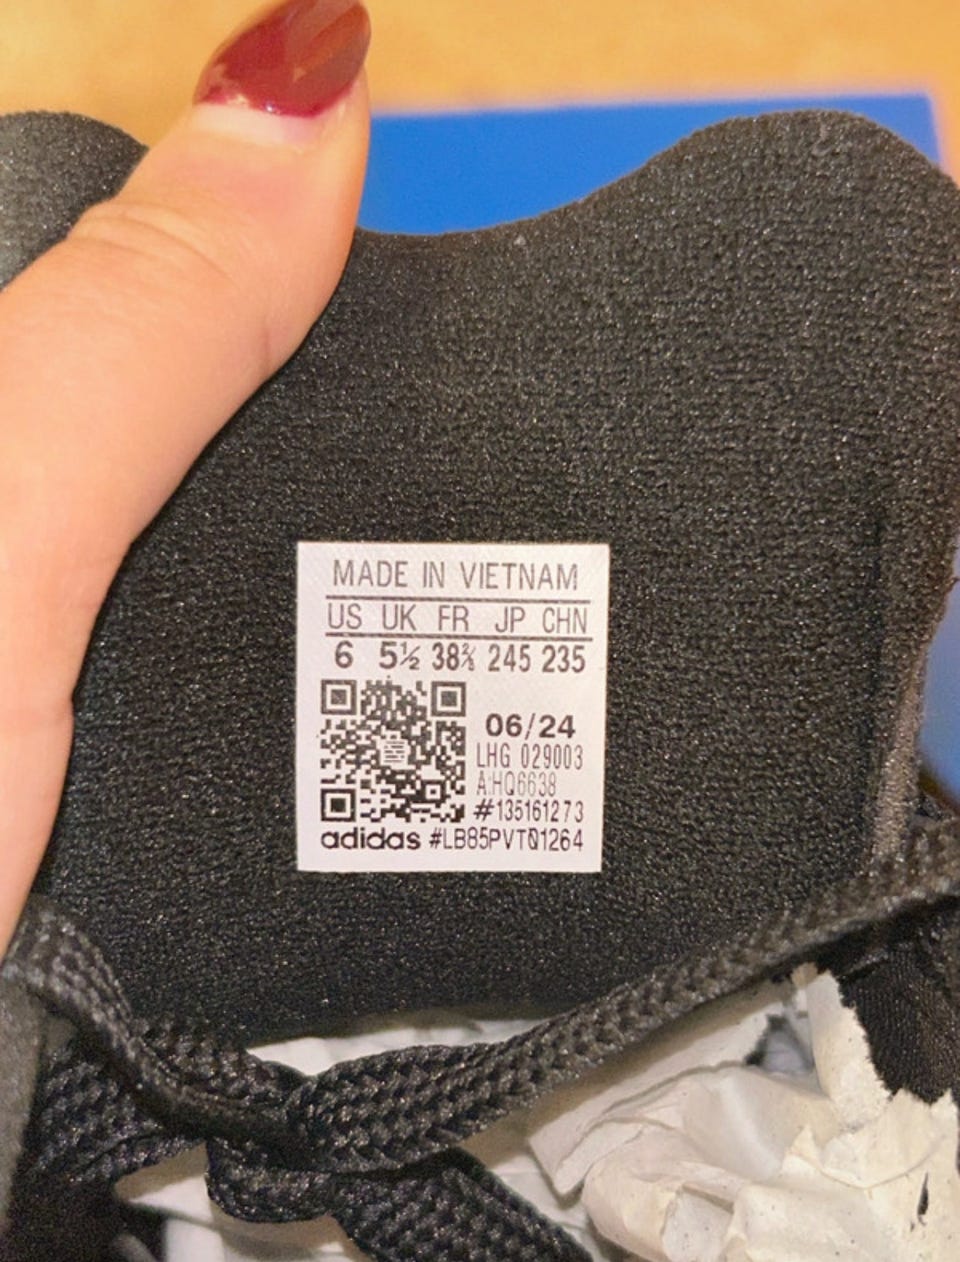 MADE IN VIETNAM
US UK FR JP CHN
6 5½ 38⅔ 245 235
06/24
LHG 029003
A:HQ6638
#135161273
adidas #LB85PVT01264